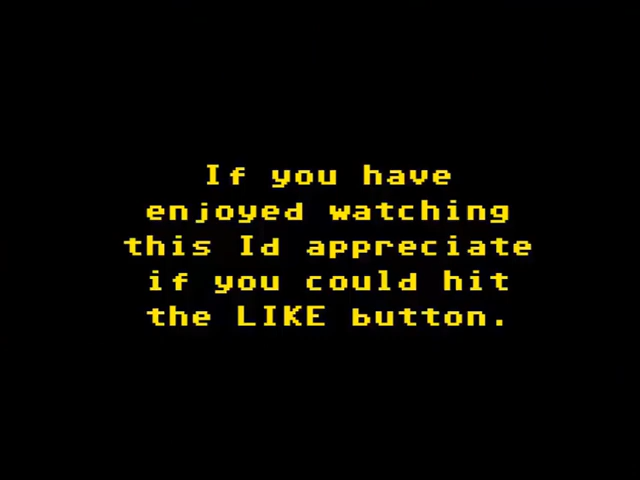 If you have
enjoyed watching
this Id appreciate
if you could hit
the LIKE button.